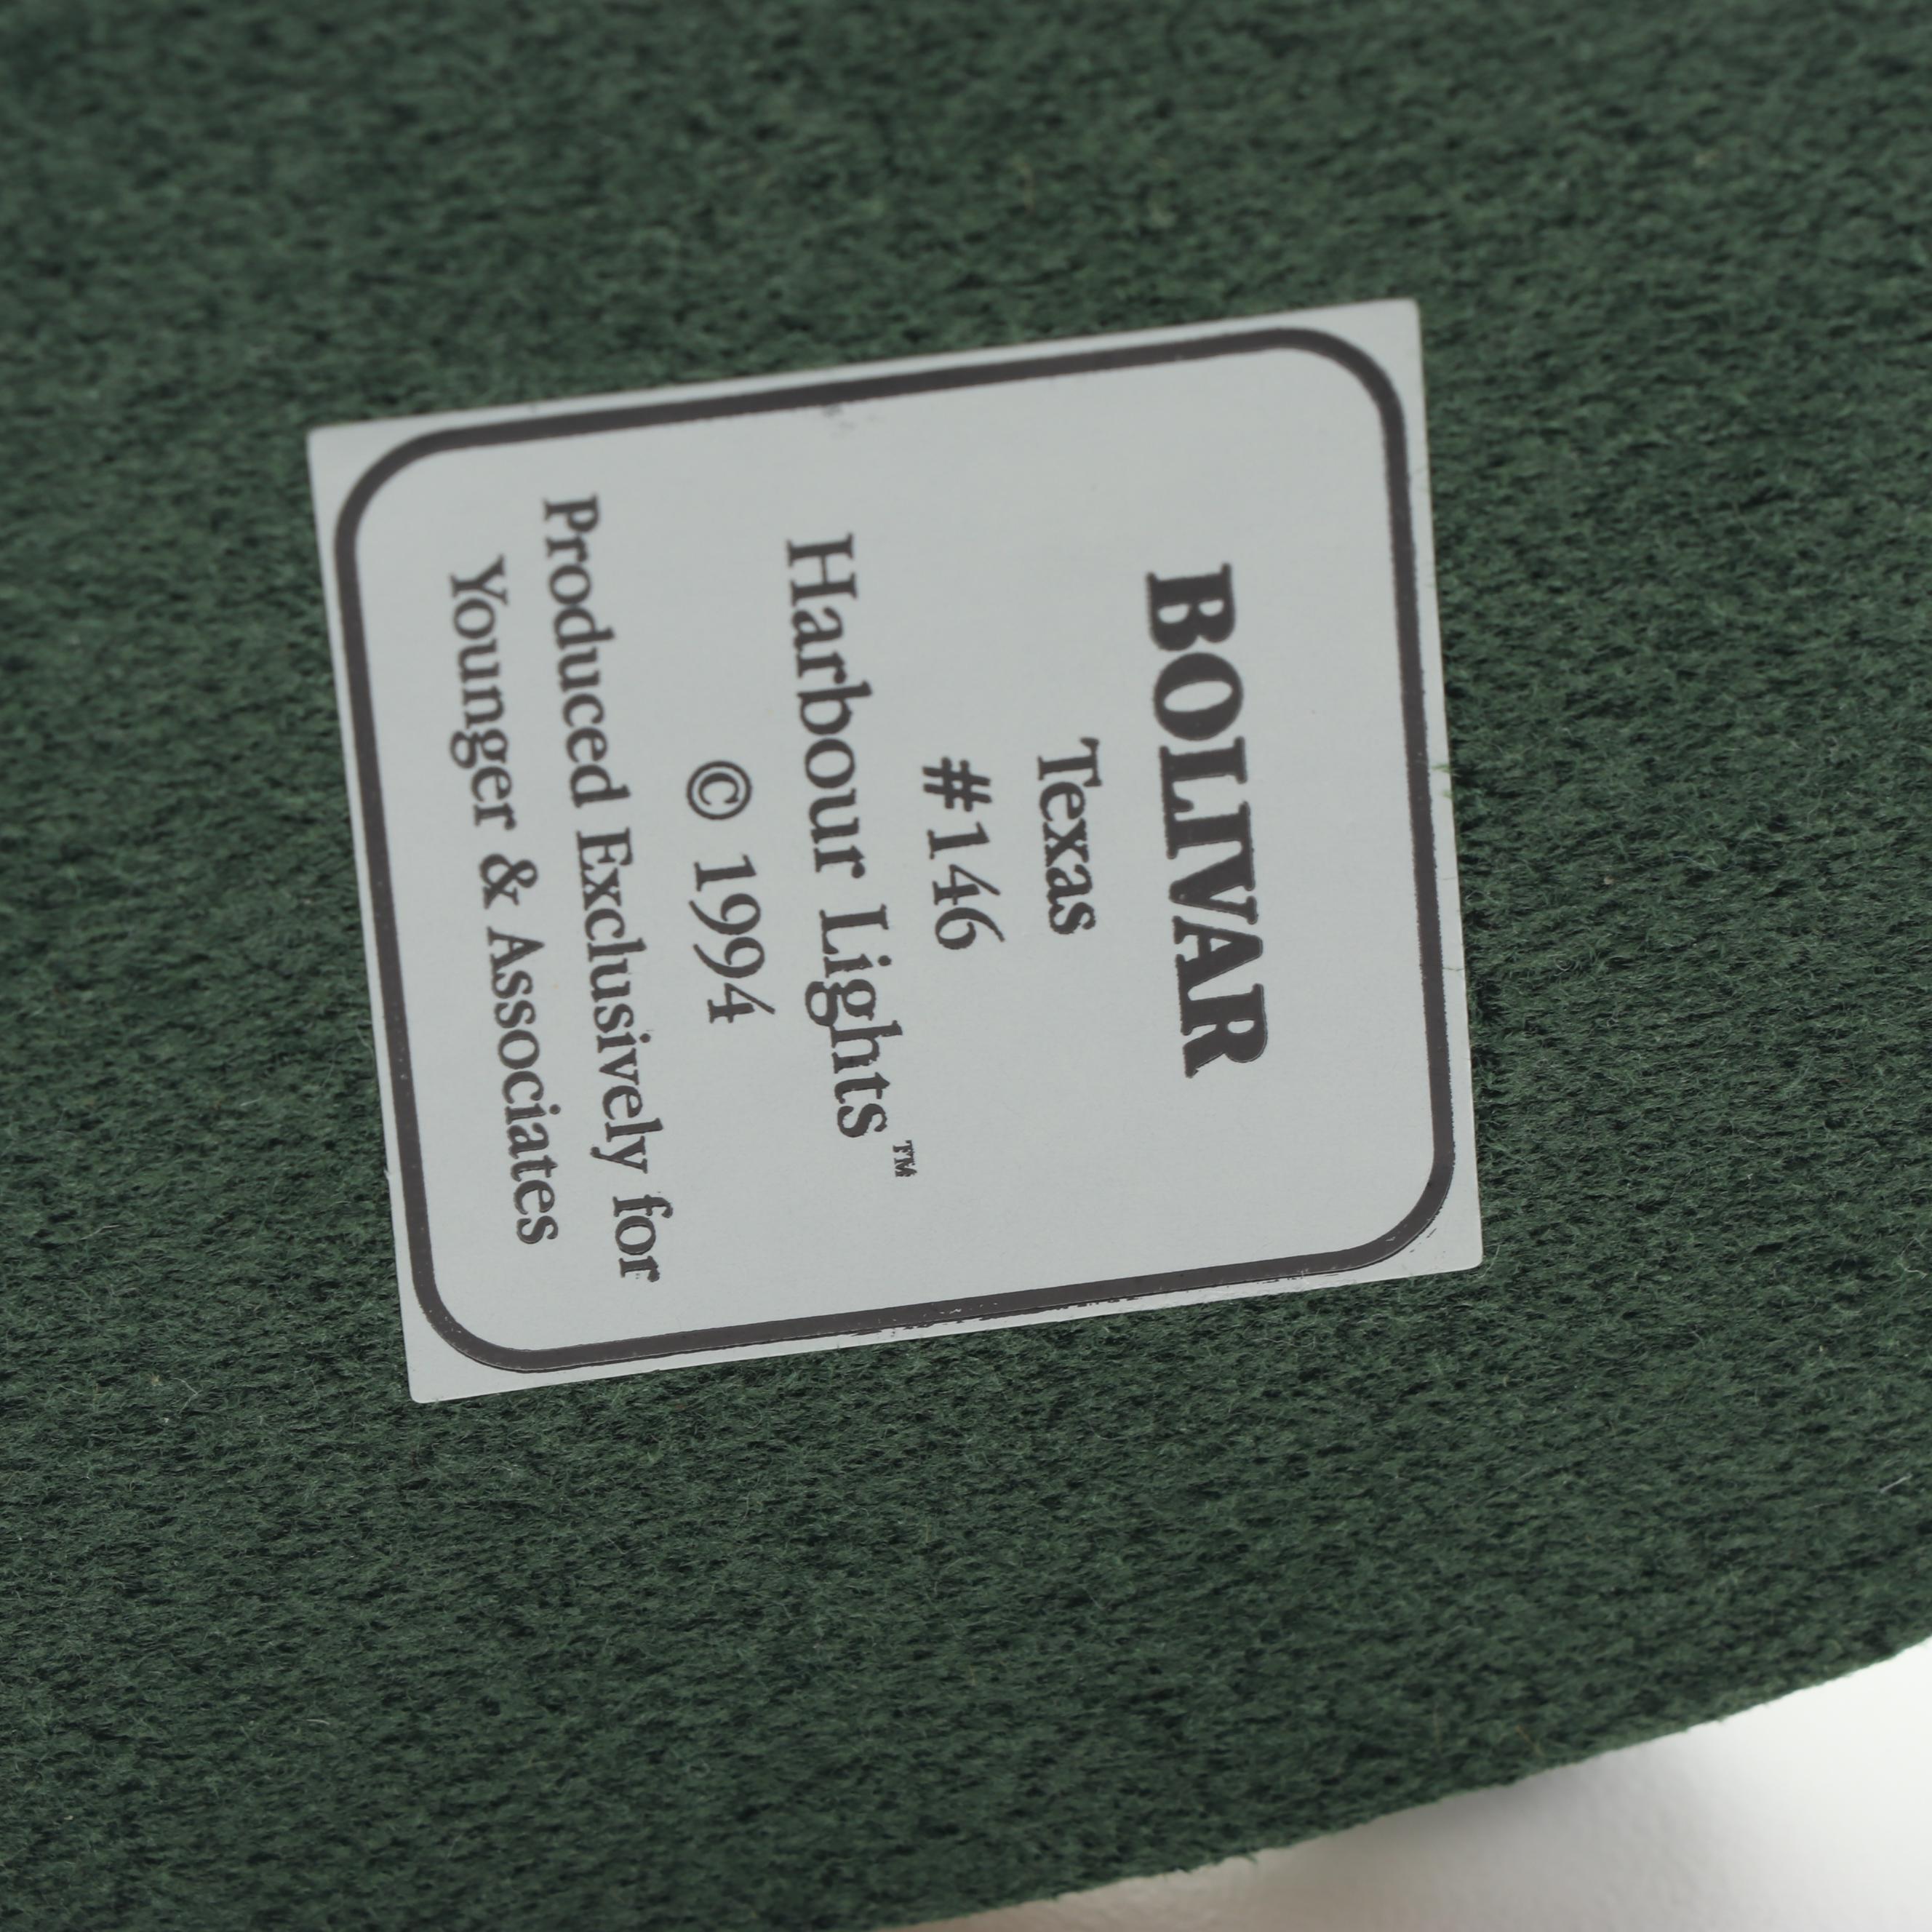 BOLIVAR
Texas
#146
Harbour Lights™
© 1994
Produced Exclusively for
Younger & Associates